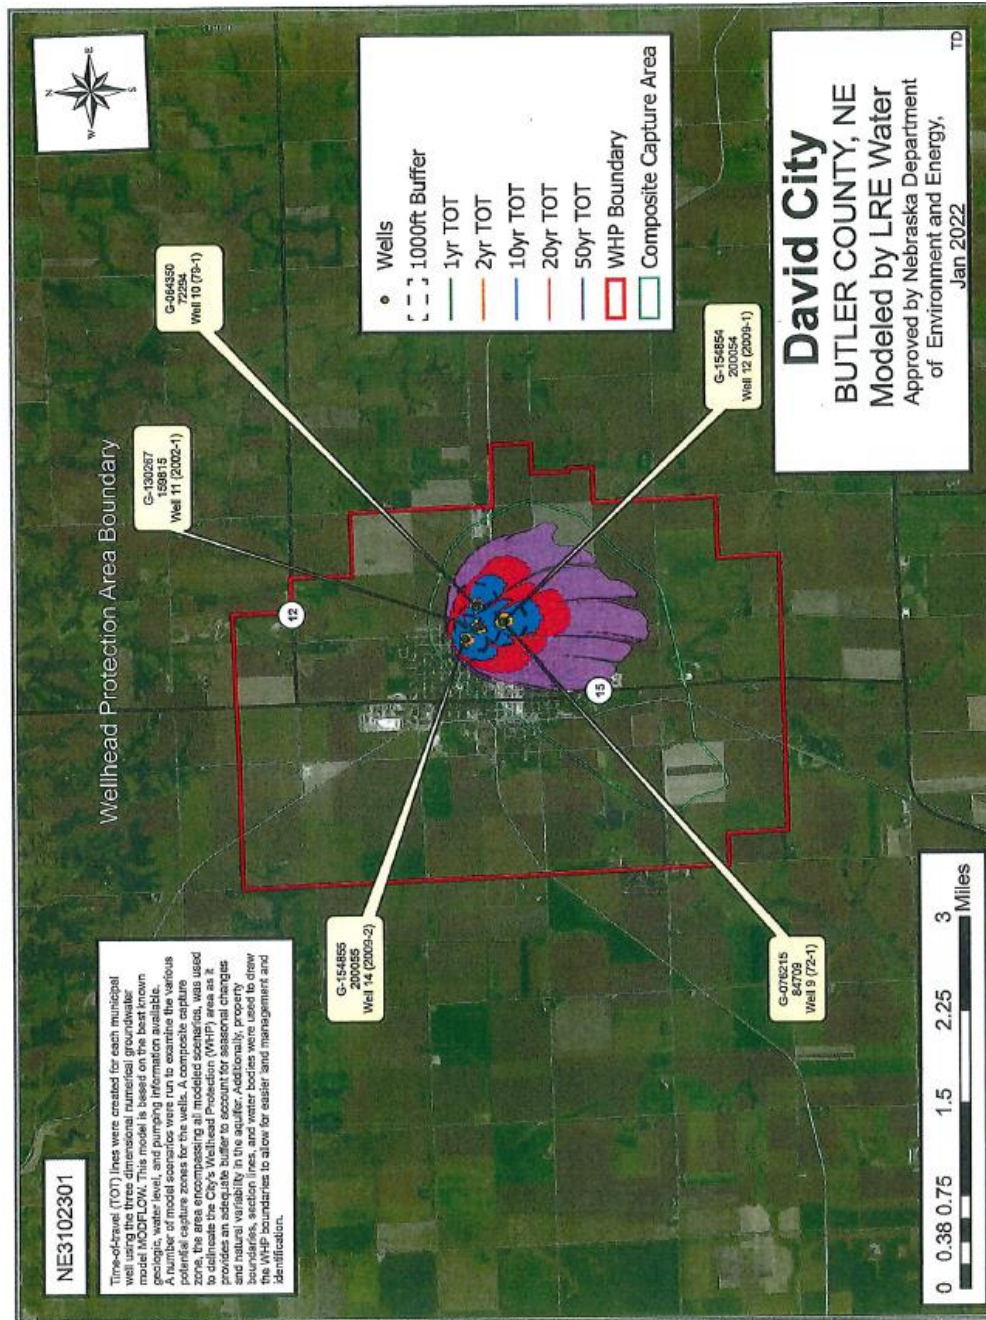 NE3102301
Time-of-travel (TOT) lines were created for each municipal
well using the three dimensional numerical groundwater
model MODFLOW. This model is based on the best known
geologic, water level, and pumping information available.
A number of model scenarios were run to examine the various
potential capture zones for the wells. A composite capture
zone, the area encompassing all modeled scenarios, was used
to delineate the City's Wellhead Protection (WHP) area as it
provides an adequate buffer to account for seasonal changes
and natural variability in the aquifer. Additionally, property
boundaries, section lines, and water bodies were used to draw
the WHP boundaries to allow for easier land management and
identification.
Wellhead Protection Area Boundary
N
E
S
W
G-130267
159815
Well 11 (2002-1)
G-064350
72294
Well 10 (79-1)
12
15
G-154855
200055
Well 14 (2009-2)
G-076215
84709
Well 9 (72-1)
G-154854
200054
Well 12 (2009-1)
Wells
1000ft Buffer
1yr TOT
2yr TOT
10yr TOT
20yr TOT
50yr TOT
WHP Boundary
Composite Capture Area
0 0.38 0.75 1.5 2.25 3
Miles
David City
BUTLER COUNTY, NE
Modeled by LRE Water
Approved by Nebraska Department
of Environment and Energy,
Jan 2022
TD